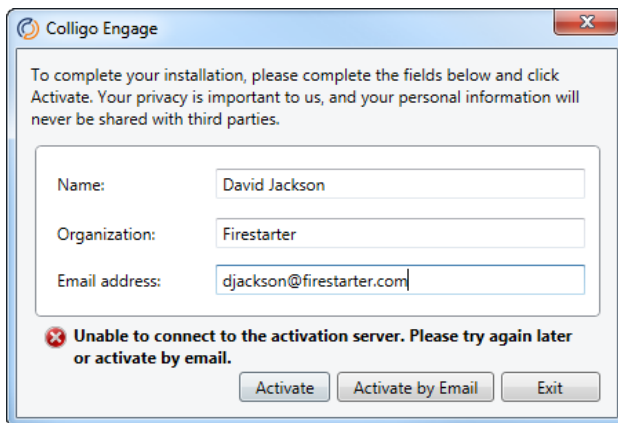 Colligo Engage
To complete your installation, please complete the fields below and click
Activate. Your privacy is important to us, and your personal information will
never be shared with third parties.
Name: David Jackson
Organization: Firestarter
Email address: djackson@firestarter.com
Unable to connect to the activation server. Please try again later
or activate by email.
Activate Activate by Email Exit